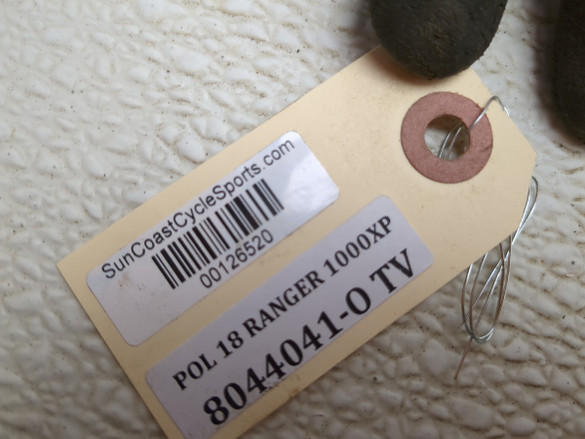 SunCoastCycleSports.com
00126520
POL 18 RANGER 1000XP
8044041-O TV